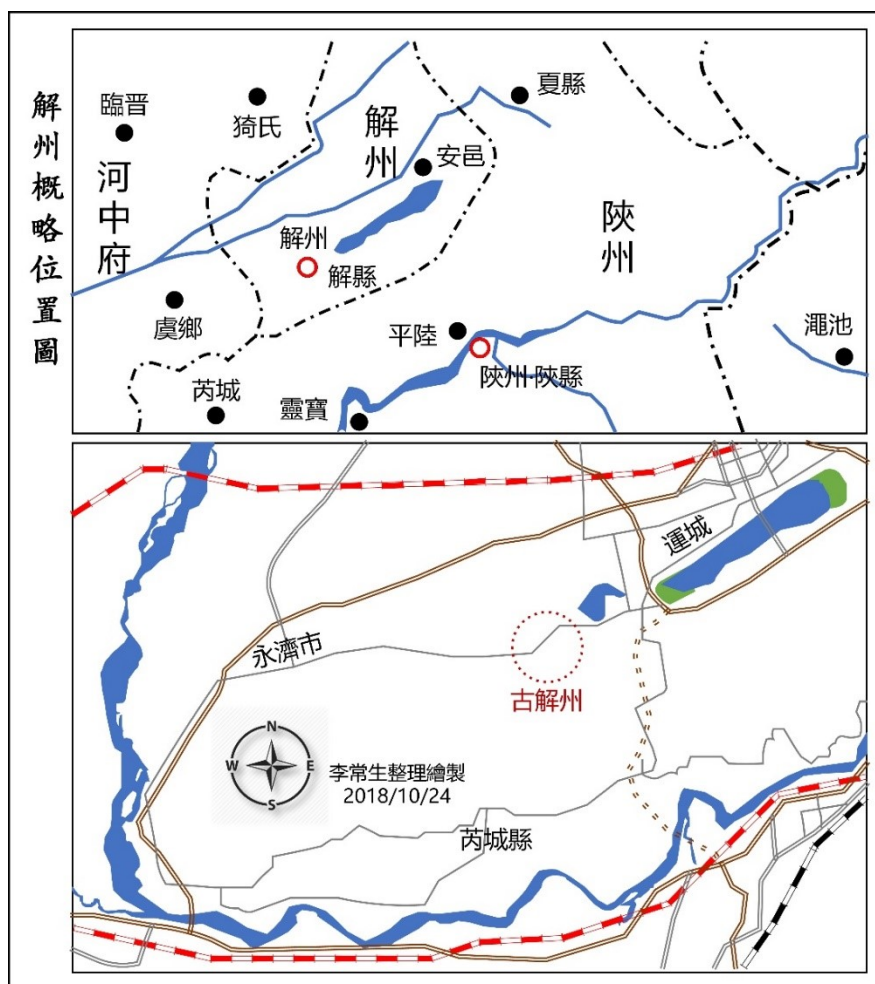 解州概略位置圖
臨晋
猗氏
解州
夏縣
安邑
河中府
陝州
解州
解縣
虞鄉
平陸
澠池
陝州·陝縣
芮城
靈寶
運城
永濟市
古解州
N
W
E
S
李常生整理繪製
2018/10/24
芮城縣